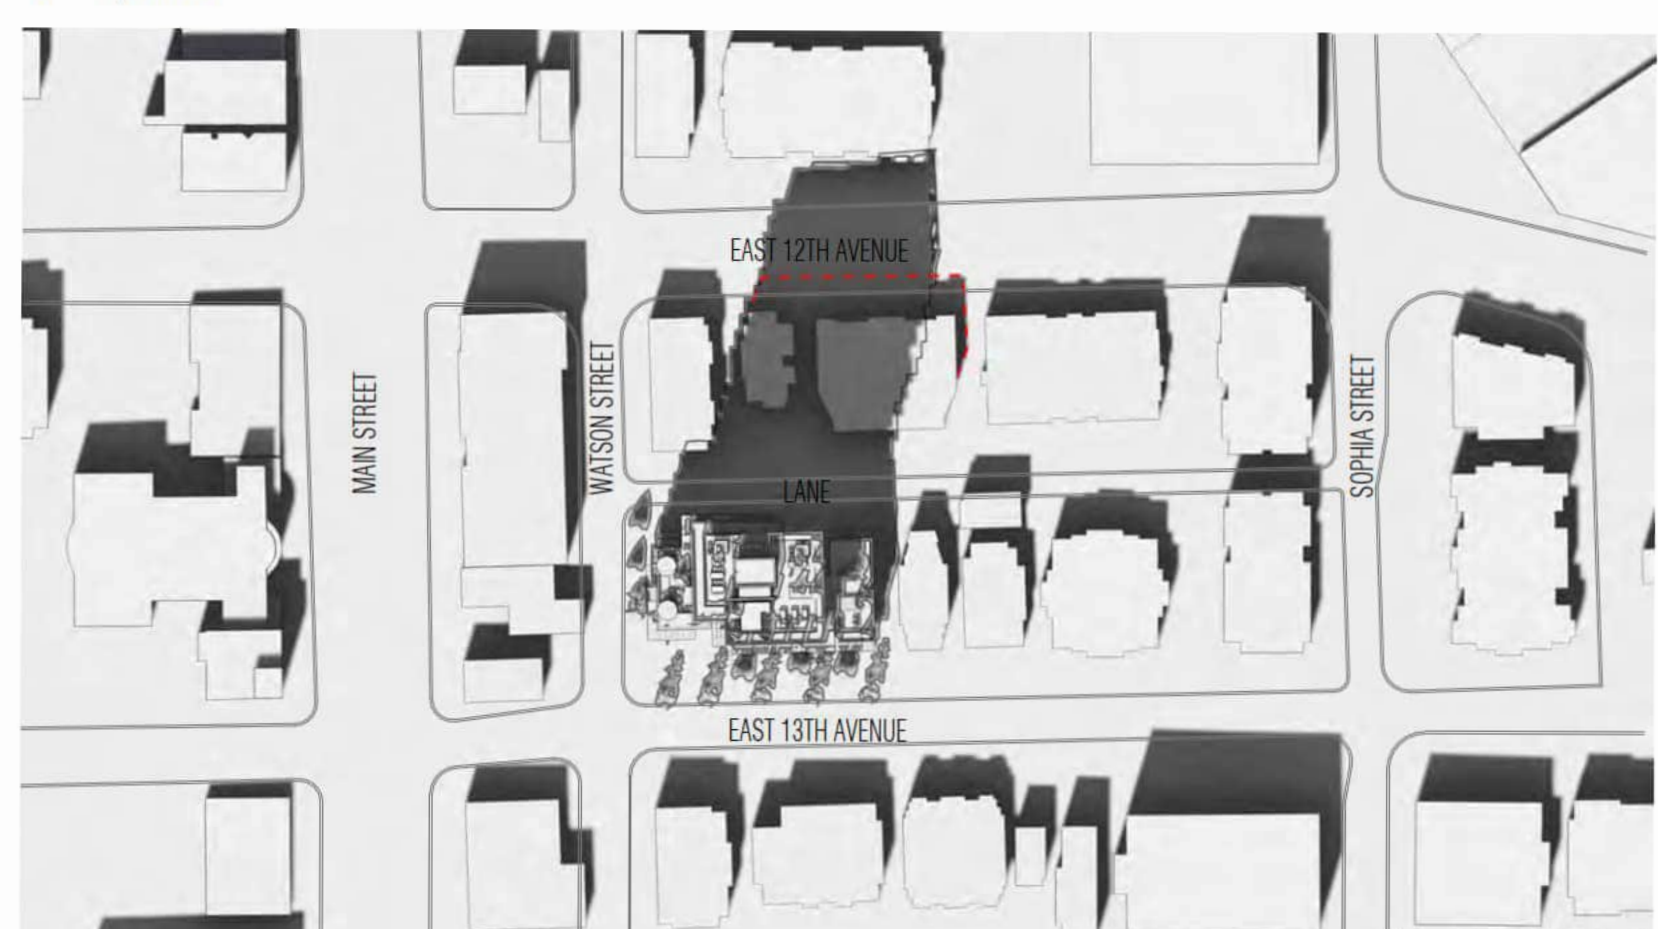 EAST 12TH AVENUE
MAIN STREET
WATSON STREET
SOPHIA STREET
LANE
EAST 13TH AVENUE